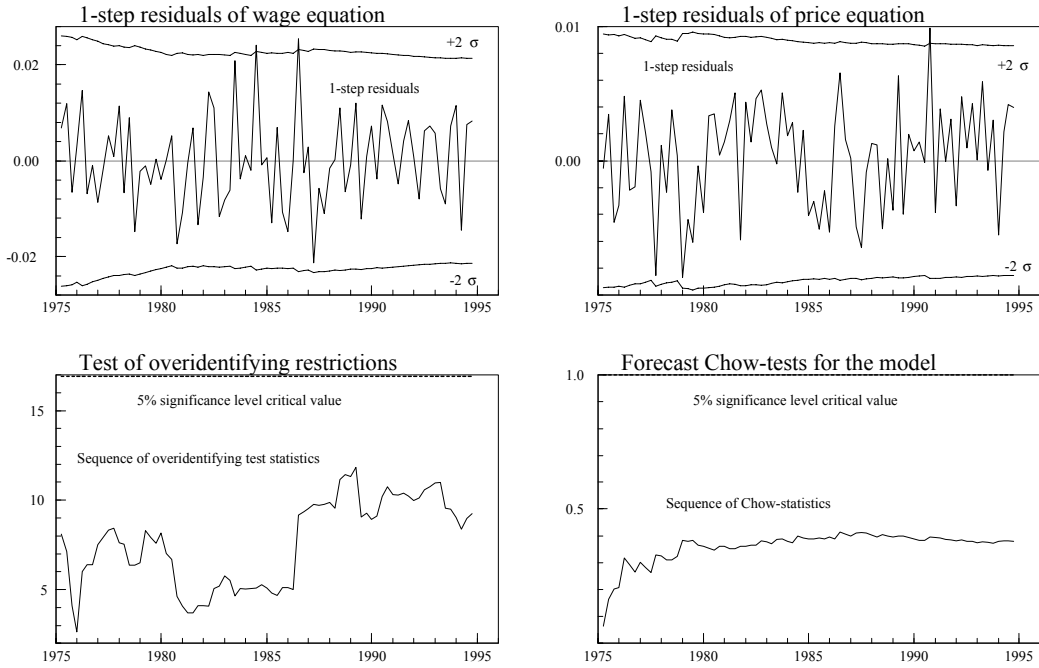 1-step residuals of wage equation
+2 σ
0.02
1-step residuals
0.00
-0.02
-2 σ
1975 1980 1985 1990 1995
1-step residuals of price equation
0.01
+2 σ
1-step residuals
0.00
-2 σ
1975 1980 1985 1990 1995
Test of overidentifying restrictions
15
5% significance level critical value
Sequence of overidentifying test statistics
10
5
1975 1980 1985 1990 1995
Forecast Chow-tests for the model
1.0
5% significance level critical value
Sequence of Chow-statistics
0.5
1975 1980 1985 1990 1995